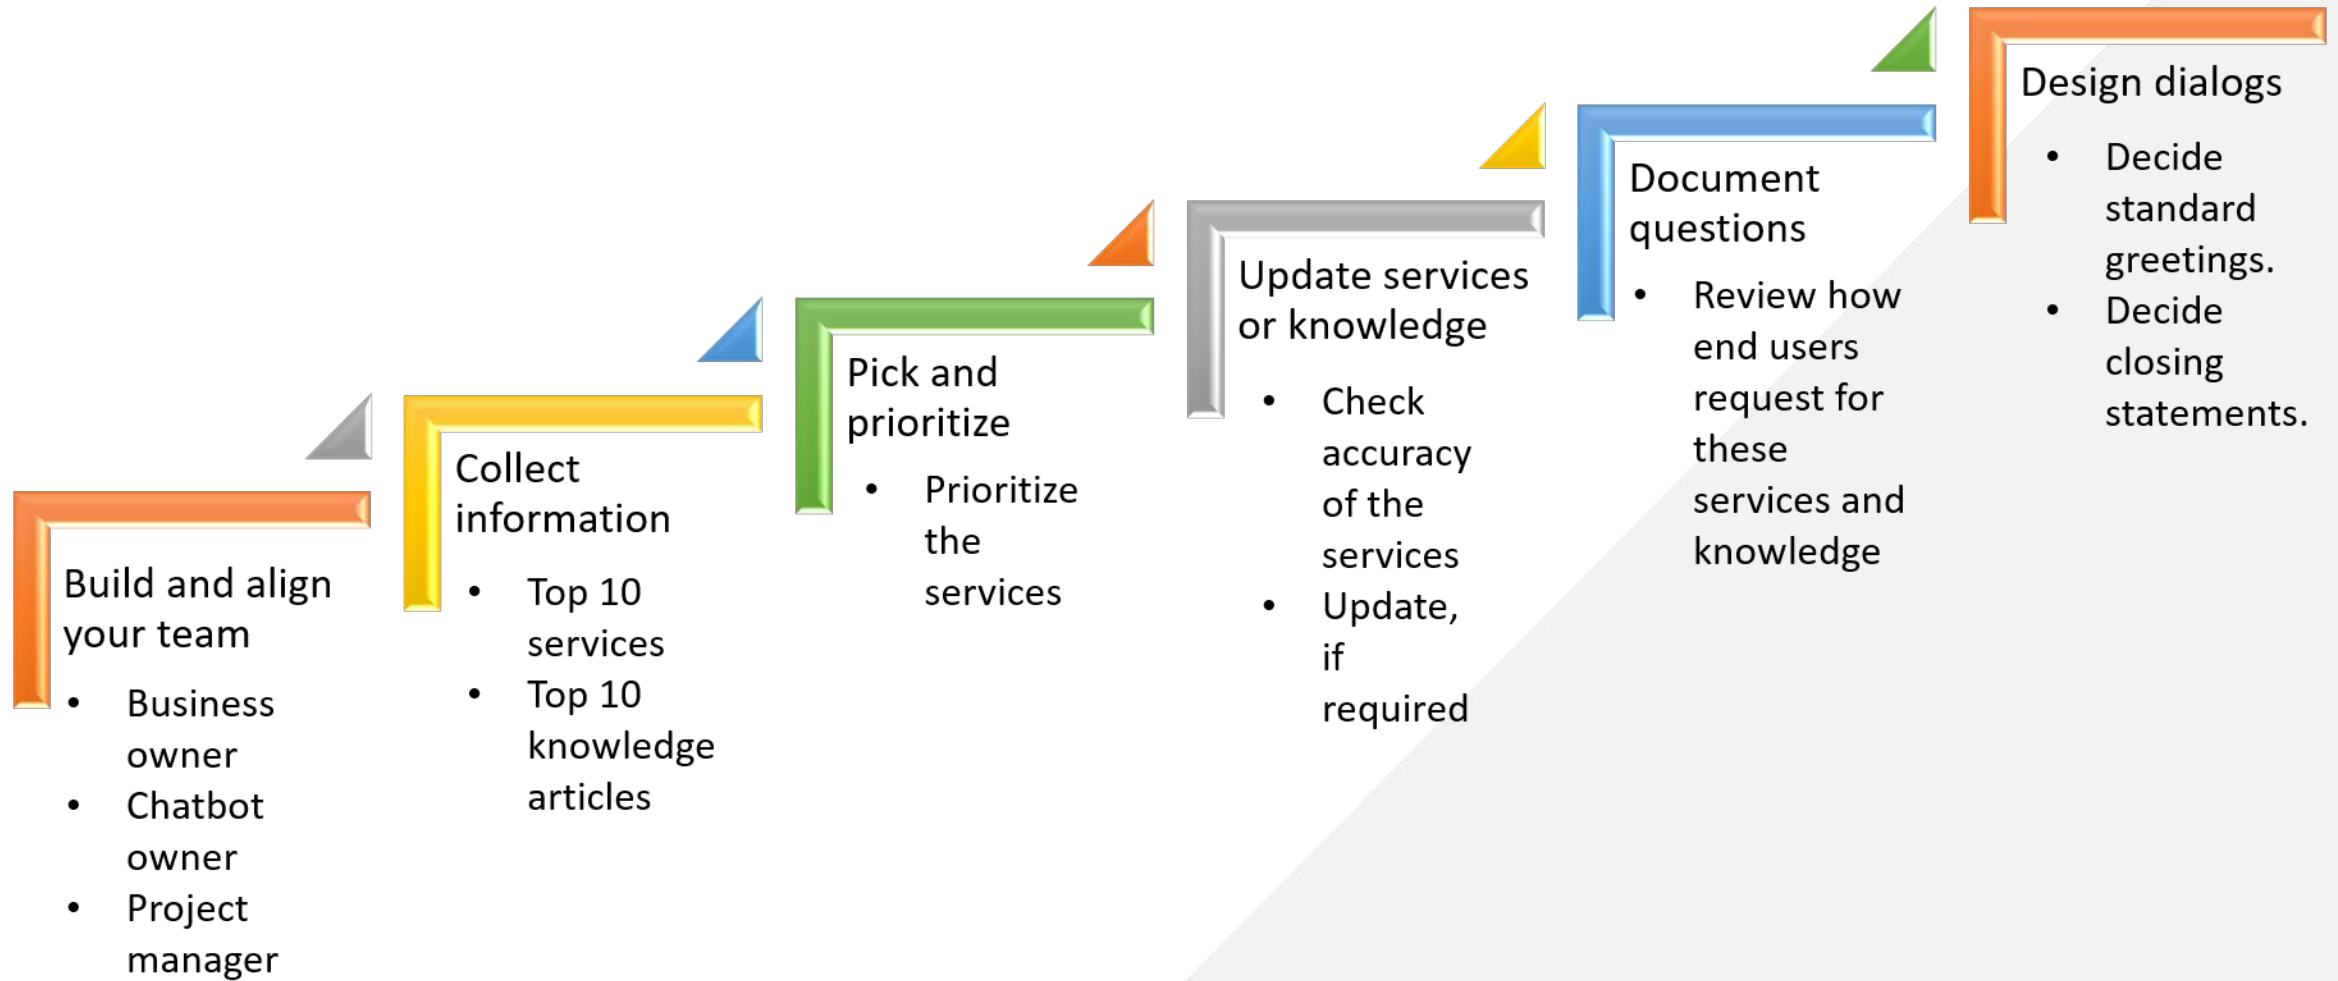 Build and align
your team
• Business
owner
• Chatbot
owner
• Project
manager
Collect
information
• Top 10
services
• Top 10
knowledge
articles
Pick and
prioritize
• Prioritize
the
services
Update services
or knowledge
• Check
accuracy
of the
services
• Update,
if
required
Document
questions
• Review how
end users
request for
these
services and
knowledge
Design dialogs
• Decide
standard
greetings.
• Decide
closing
statements.